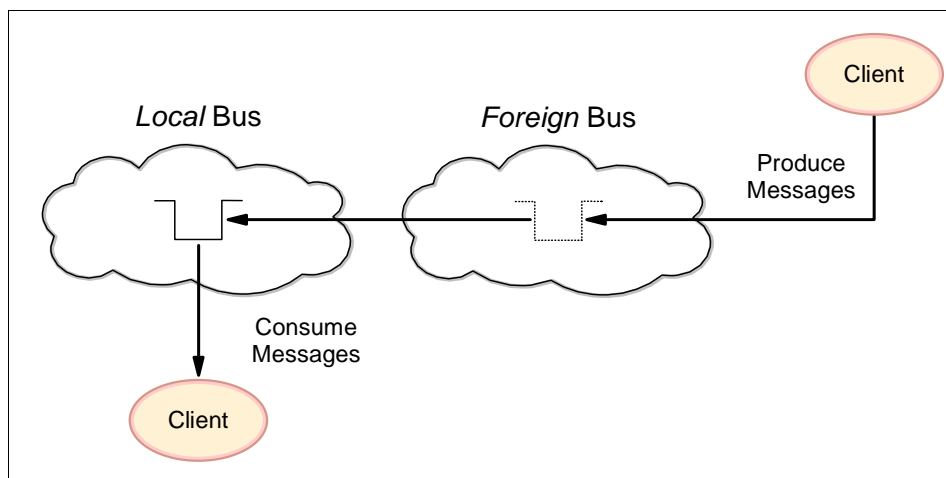 Client
Local Bus
Foreign Bus
Produce
Messages
Consume
Messages
Client